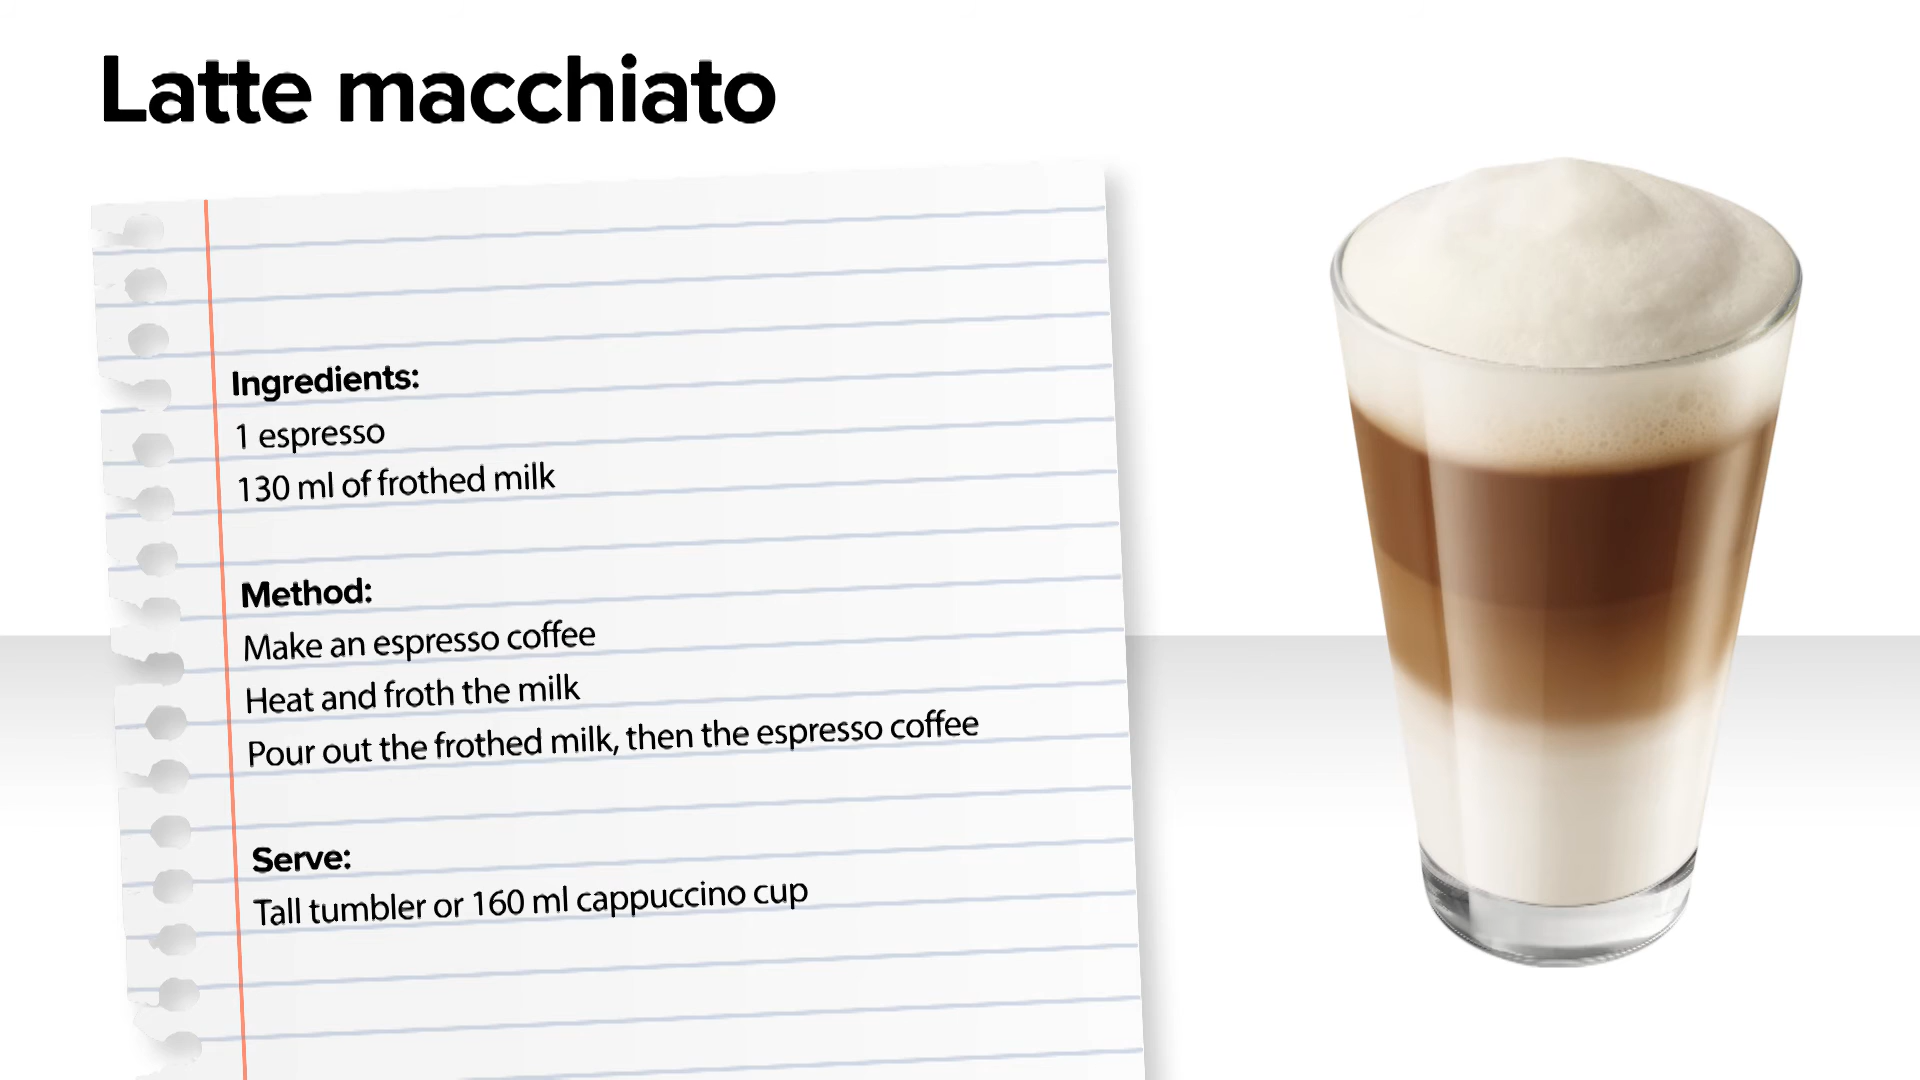 Latte macchiato
Ingredients:
1 espresso
130 ml of frothed milk
Method:
Make an espresso coffee
Heat and froth the milk
Pour out the frothed milk, then the espresso coffee
Serve:
Tall tumbler or 160 ml cappuccino cup